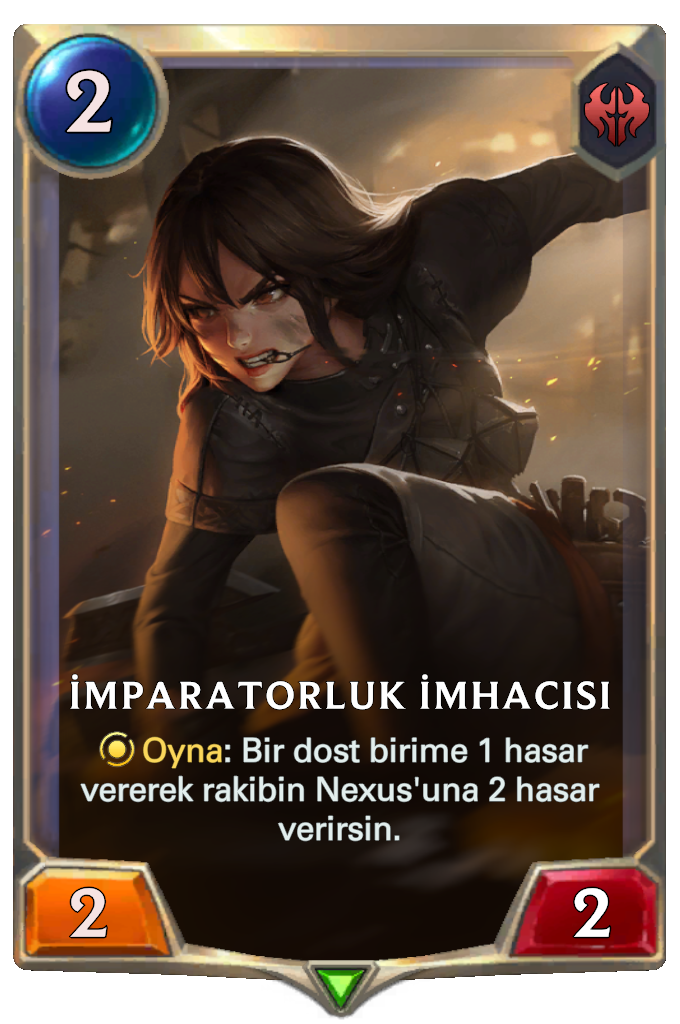 2
İMPARATORLUK İMHACISI
Oyna: Bir dost birime 1 hasar
vererek rakibin Nexus'una 2 hasar
verirsin.
2
2